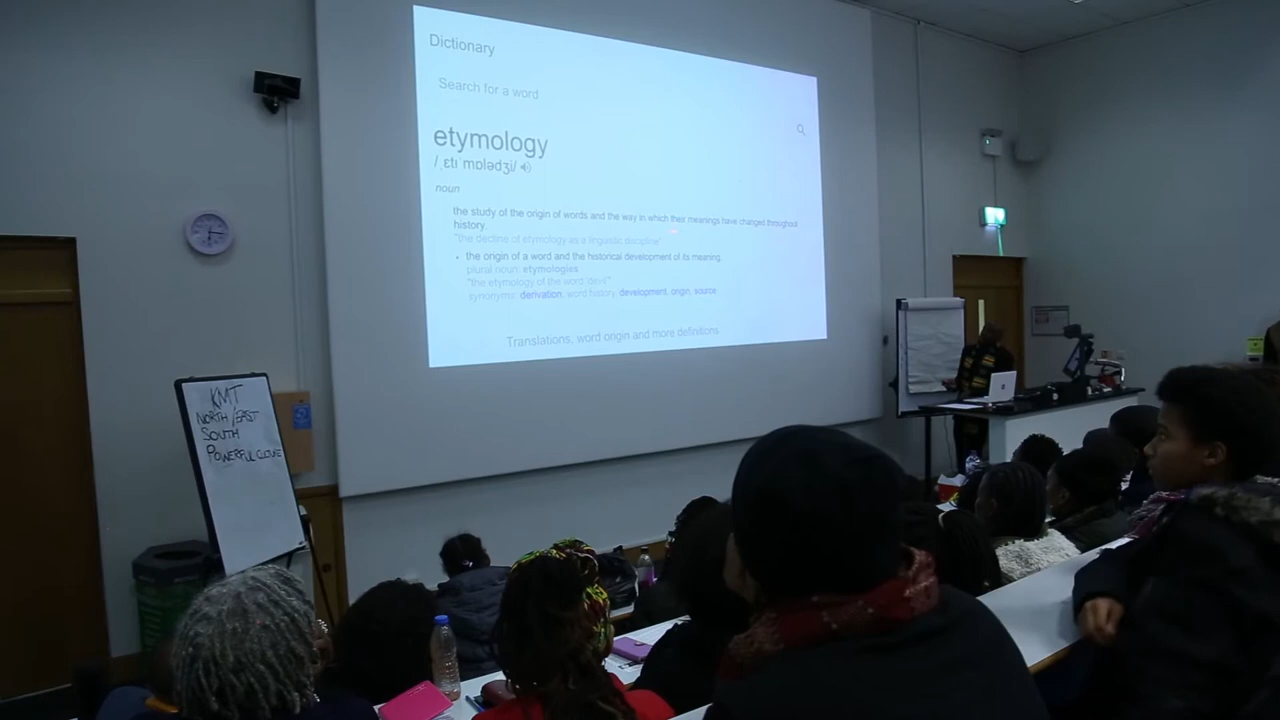 Dictionary
Search for a word
etymology
/ˌɛtɪˈmɒlədʒi/
noun
the study of the origin of words and the way in which their meanings have changed throughout
history.
"the decline of etymology as a linguistic discipline"
• the origin of a word and the historical development of its meaning.
plural noun: etymologies
"the etymology of the word 'devil'"
synonyms: derivation, word history, development, origin, source
Translations, word origin and more definitions
KMT
NORTH/EAST
SOUTH
POWERFUL CLOVE